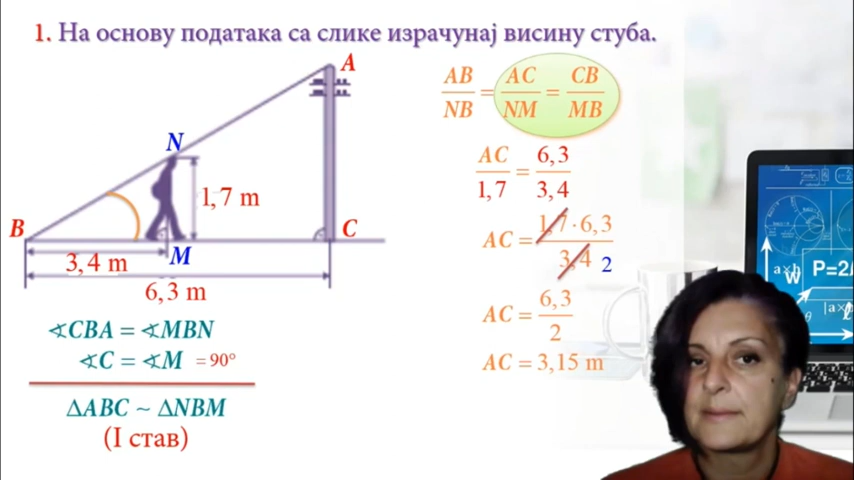 1. На основу података са слике израчунај висину стуба.
A
N
1,7 m
B
C
M
3,4 m
6,3 m
∢CBA = ∢MBN
∢C = ∢M = 90°
ΔABC ~ ΔNBM
(I став)
AB/NB = AC/NM = CB/MB
AC/1,7 = 6,3/3,4
AC = 1,7 · 6,3/3,4 2
AC = 6,3/2
AC = 3,15 m
a×b
w
θ